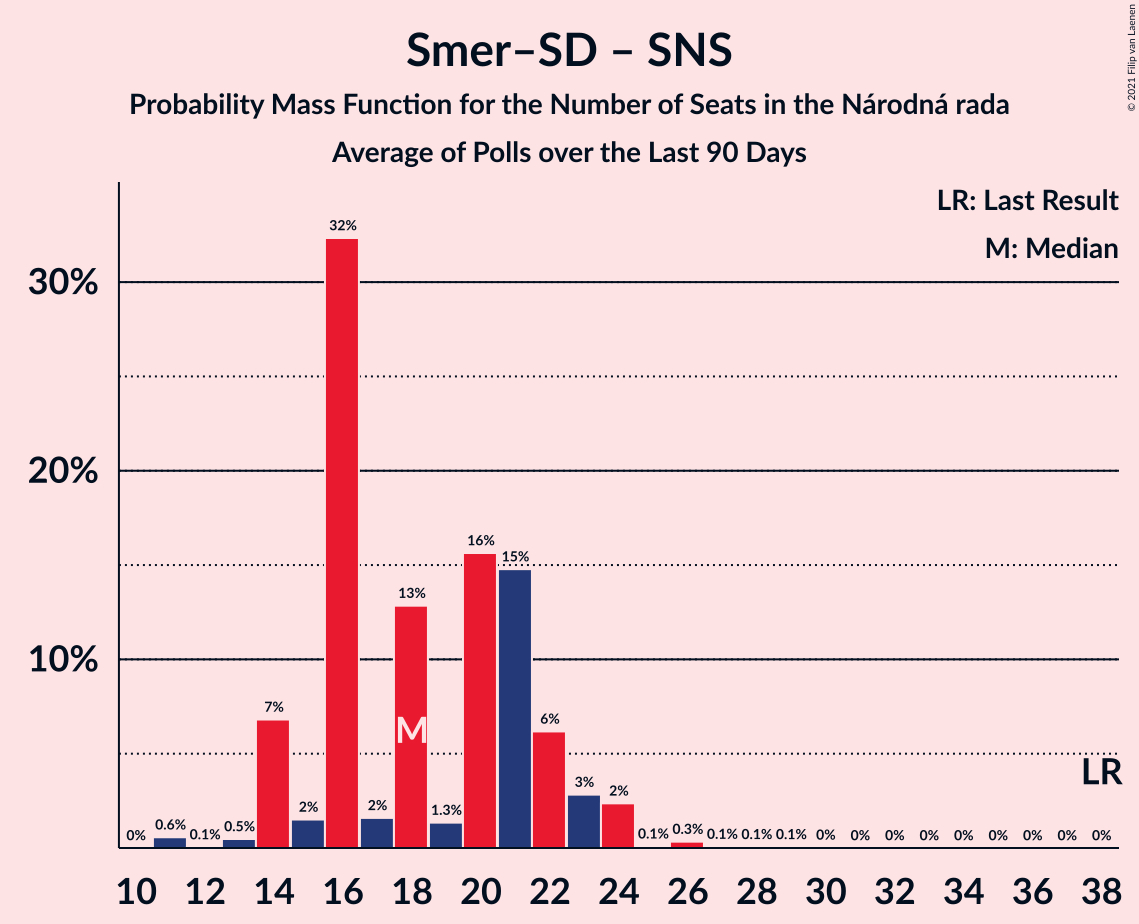 Smer–SD – SNS
Probability Mass Function for the Number of Seats in the Národná rada
Average of Polls over the Last 90 Days
© 2021 Filip van Laenen
LR: Last Result
M: Median
30%
20%
10%
0% 0.6% 0.1% 0.5% 7% 2% 32% 2% 13% 1.3% 16% 15% 6% 3% 2% 0.1% 0.3% 0.1% 0.1% 0.1% 0% 0% 0% 0% 0% 0% 0% 0% 0%
M
LR
10 12 14 16 18 20 22 24 26 28 30 32 34 36 38